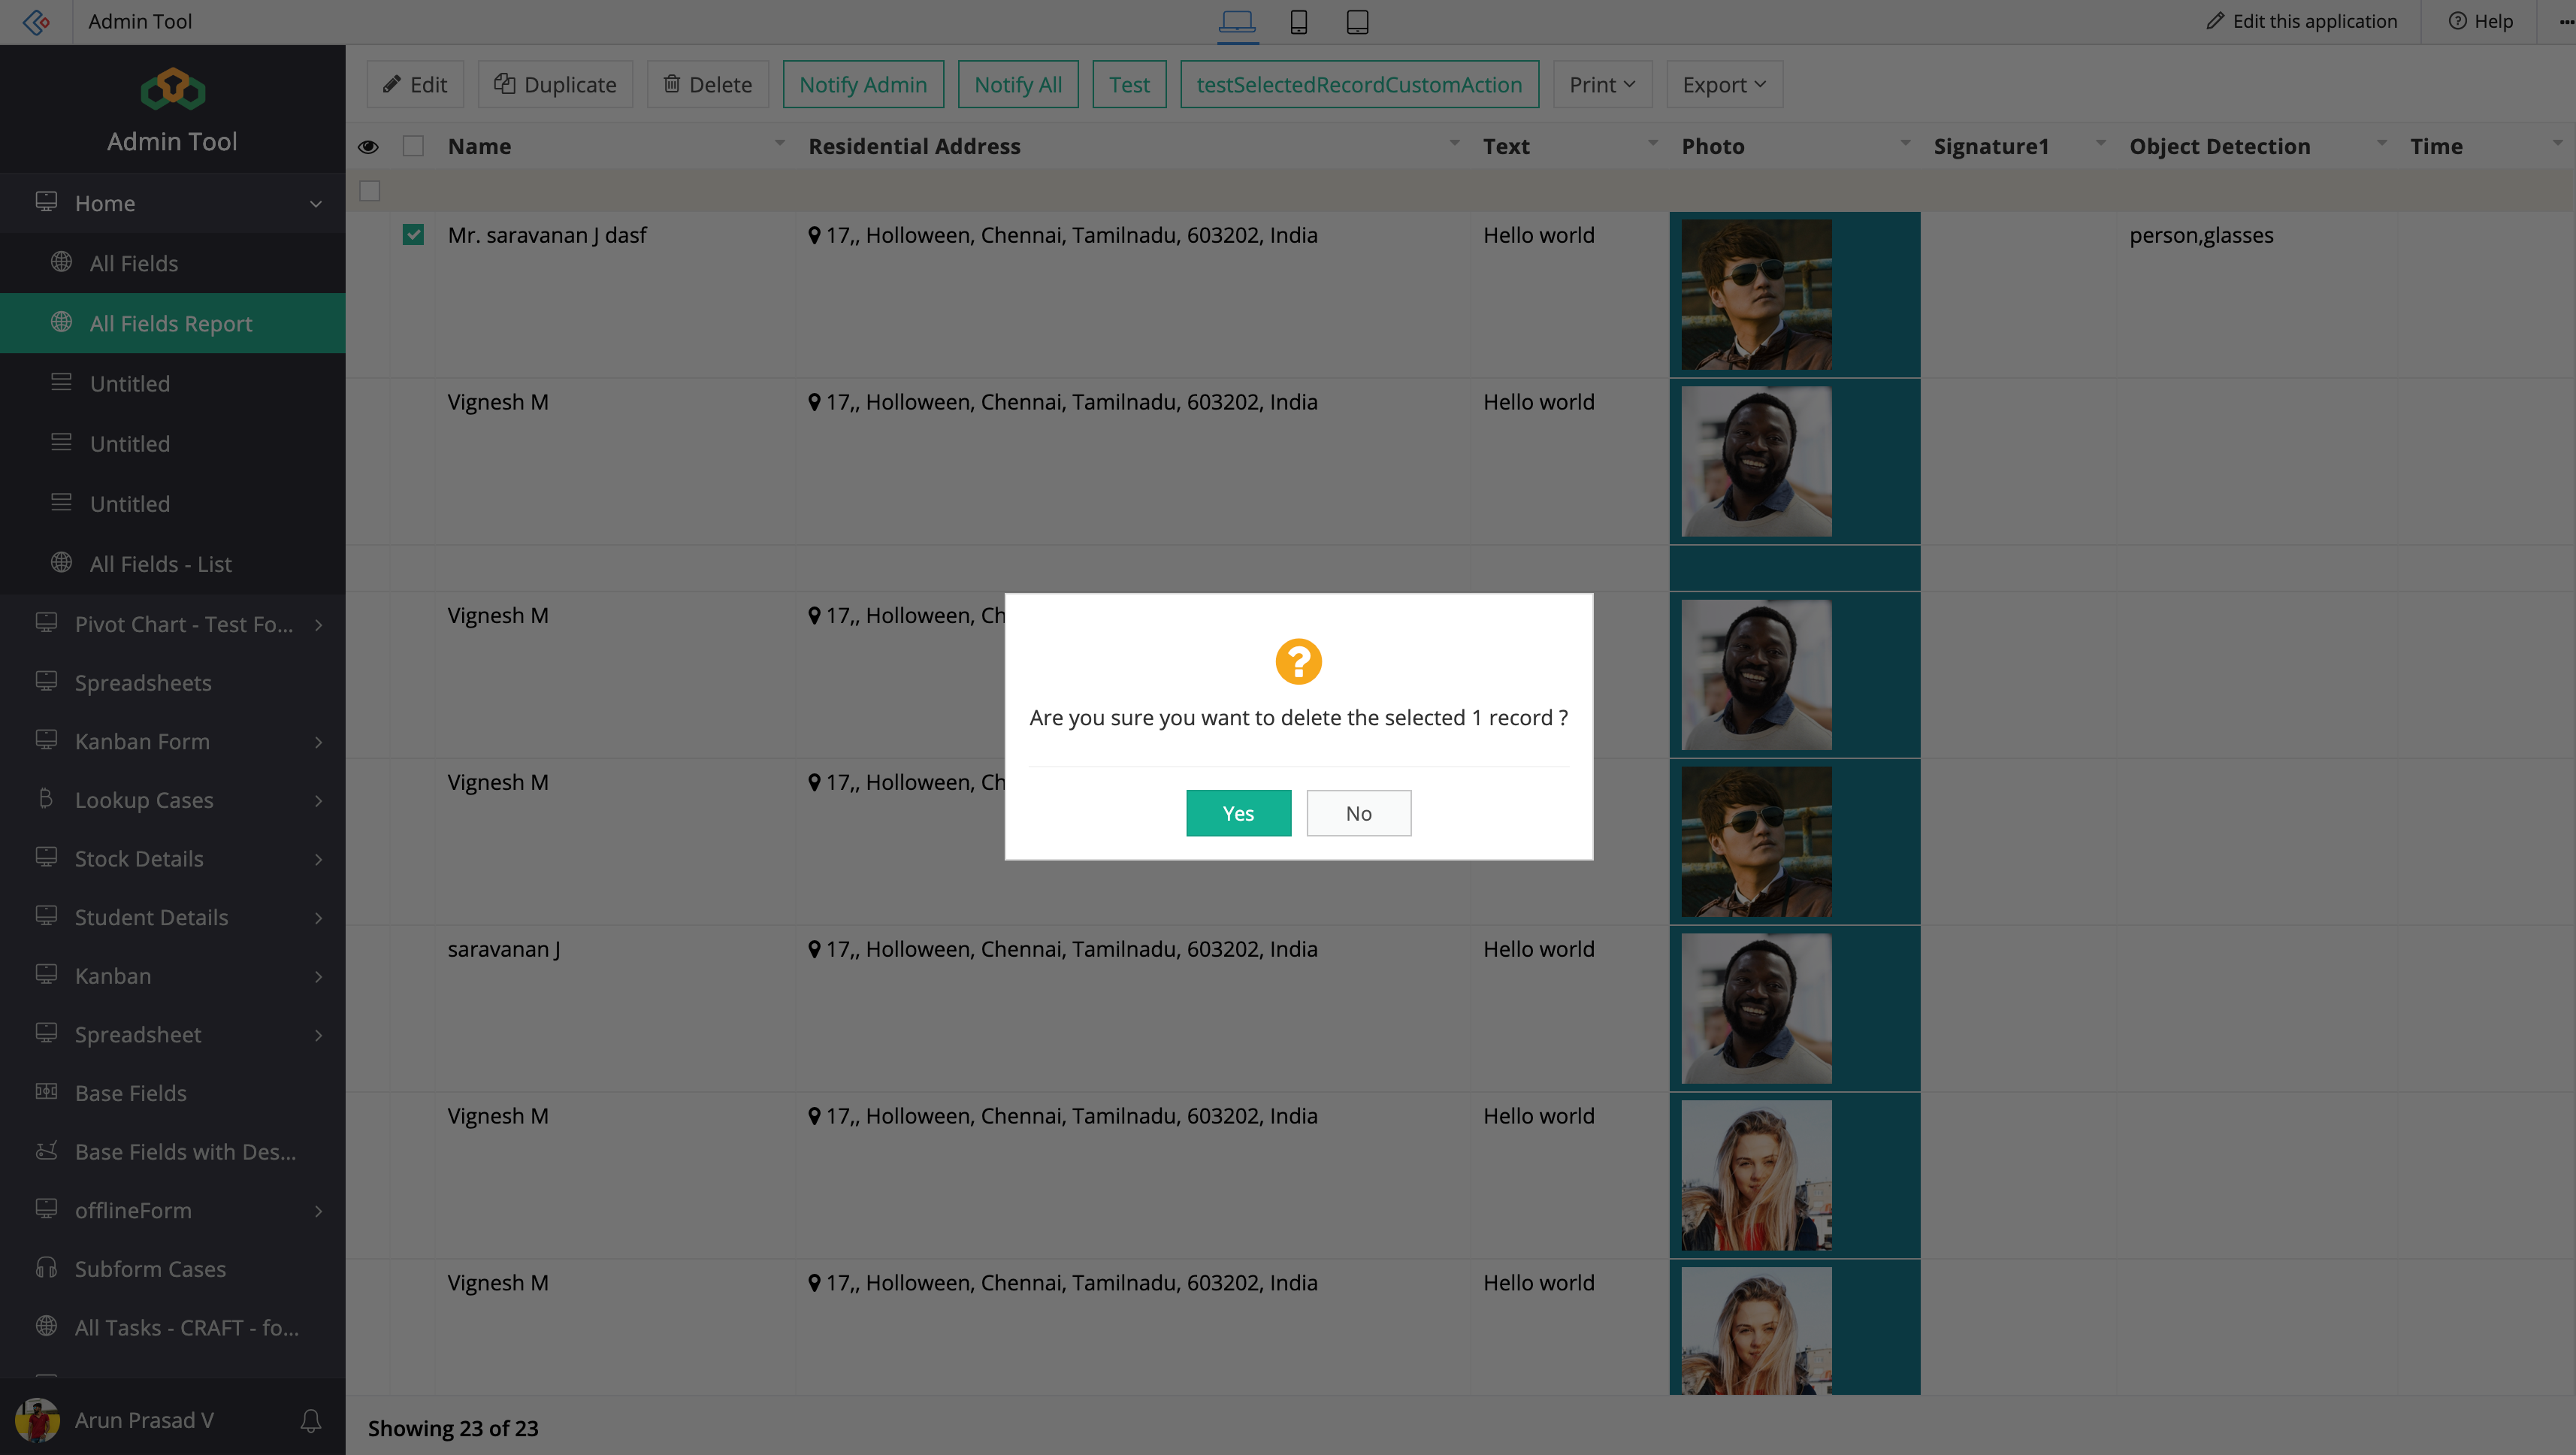 Admin Tool
Edit this application
Help
Admin Tool
Home
All Fields
All Fields Report
Untitled
Untitled
Untitled
All Fields - List
Pivot Chart - Test Fo...
Spreadsheets
Kanban Form
Lookup Cases
Stock Details
Student Details
Kanban
Spreadsheet
Base Fields
Base Fields with Des...
offlineForm
Subform Cases
All Tasks - CRAFT - fo...
Arun Prasad V
Edit Duplicate Delete Notify Admin Notify All Test testSelectedRecordCustomAction Print Export
Name Residential Address Text Photo Signature1 Object Detection Time
Mr. saravanan J dasf 17,, Holloween, Chennai, Tamilnadu, 603202, India Hello world person,glasses
Vignesh M 17,, Holloween, Chennai, Tamilnadu, 603202, India Hello world
Vignesh M 17,, Holloween, Ch
Vignesh M 17,, Holloween, Ch
saravanan J 17,, Holloween, Chennai, Tamilnadu, 603202, India Hello world
Vignesh M 17,, Holloween, Chennai, Tamilnadu, 603202, India Hello world
Vignesh M 17,, Holloween, Chennai, Tamilnadu, 603202, India Hello world
Showing 23 of 23
Are you sure you want to delete the selected 1 record ?
Yes No